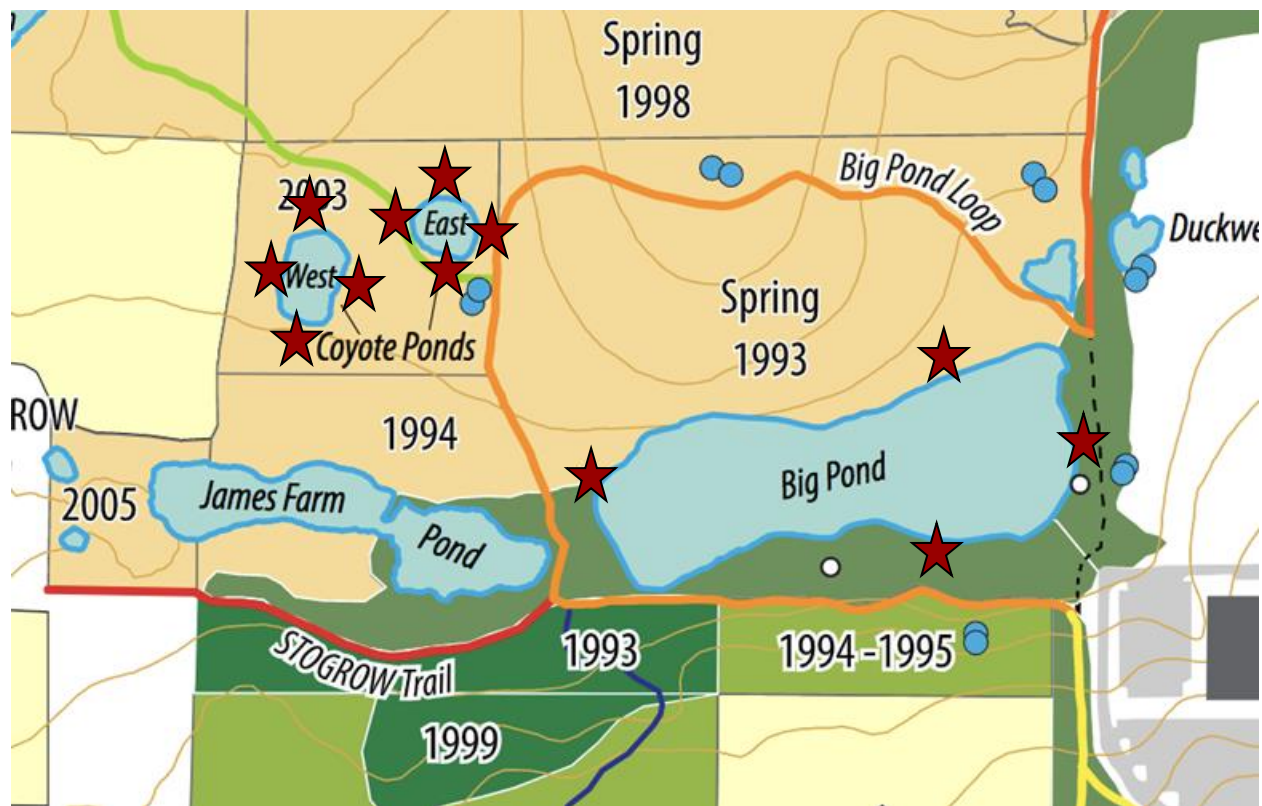 Spring
1998
Big Pond Loop
2003
East
Duckwe
West
Spring
1993
Coyote Ponds
ROW
1994
Big Pond
2005
James Farm
Pond
STOGROW Trail
1993
1994-1995
1999